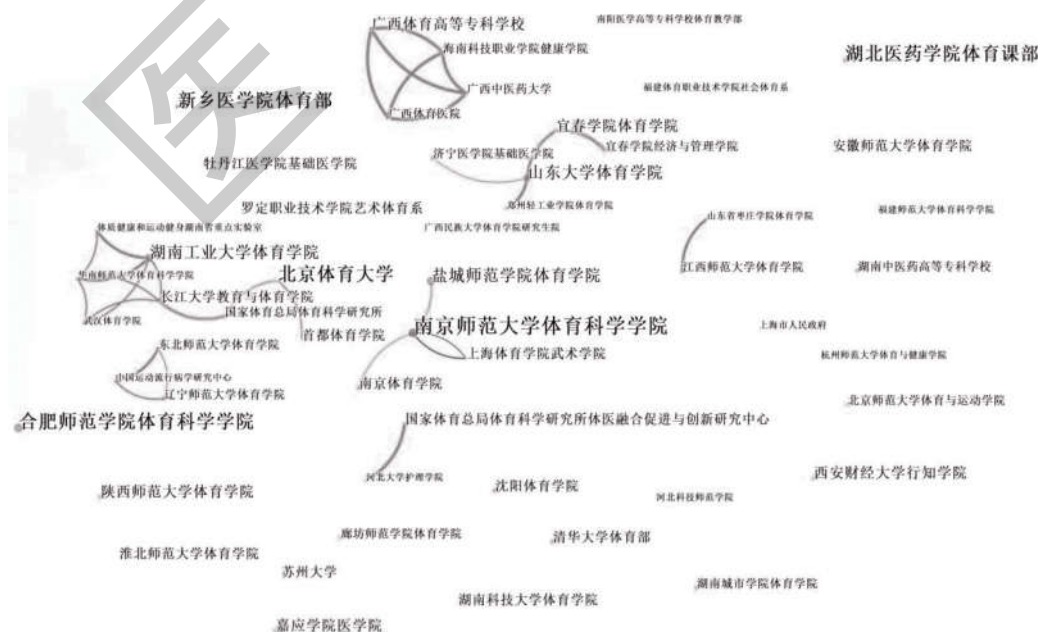 广西体育高等专科学校
南阳医学高等专科学校体育教学部
海南科技职业学院健康学院
湖北医药学院体育课部
广西中医药大学
福建体育职业技术学院社会体育系
新乡医学院体育部
广西体育医院
宜春学院体育学院
宜春学院经济与管理学院
安徽师范大学体育学院
济宁医学院基础医学院
牡丹江医学院基础医学院
山东大学体育学院
郑州轻工业学院体育学院
罗定职业技术学院艺术体育系
山东省枣庄学院体育学院
福建师范大学体育科学学院
体质健康和运动健身湖南省重点实验室
广西民族大学体育学院研究生院
湖南工业大学体育学院
北京体育大学
盐城师范学院体育学院
江西师范大学体育学院
湖南中医药高等专科学校
华南师范大学体育科学学院
长江大学教育与体育学院
国家体育总局体育科学研究所
武汉体育学院
首都体育学院
南京师范大学体育科学学院
上海市人民政府
东北师范大学体育学院
上海体育学院武术学院
杭州师范大学体育与健康学院
中国运动流行病学研究中心
南京体育学院
辽宁师范大学体育学院
北京师范大学体育与运动学院
合肥师范学院体育科学学院
国家体育总局体育科学研究所体医融合促进与创新研究中心
河北大学护理学院
西安财经大学行知学院
陕西师范大学体育学院
沈阳体育学院
河北科技师范学院
廊坊师范学院体育学院
清华大学体育部
淮北师范大学体育学院
苏州大学
湖南城市学院体育学院
湖南科技大学体育学院
嘉应学院医学院
医